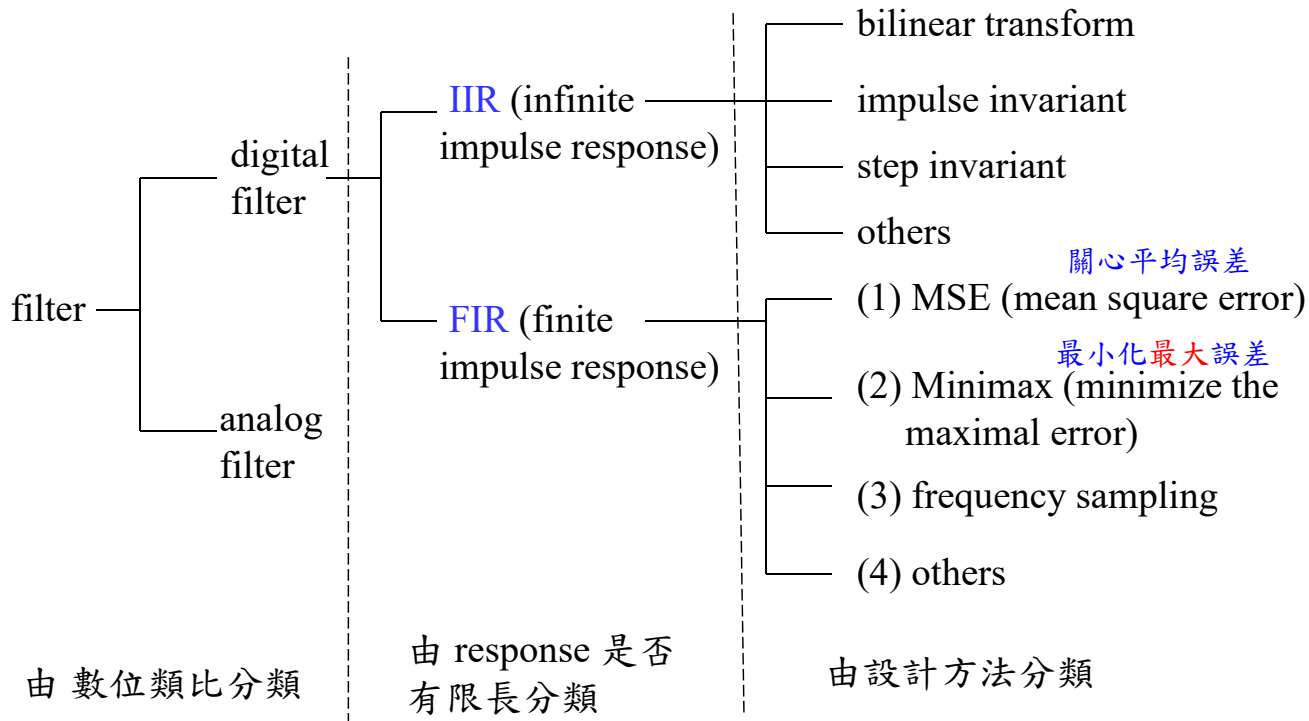 filter
digital
filter
analog
filter
IIR (infinite
impulse response)
FIR (finite
impulse response)
bilinear transform
impulse invariant
step invariant
others
關心平均誤差
(1) MSE (mean square error)
最小化最大誤差
(2) Minimax (minimize the
maximal error)
(3) frequency sampling
(4) others
由 數位類比分類
由 response 是否
有限長分類
由設計方法分類